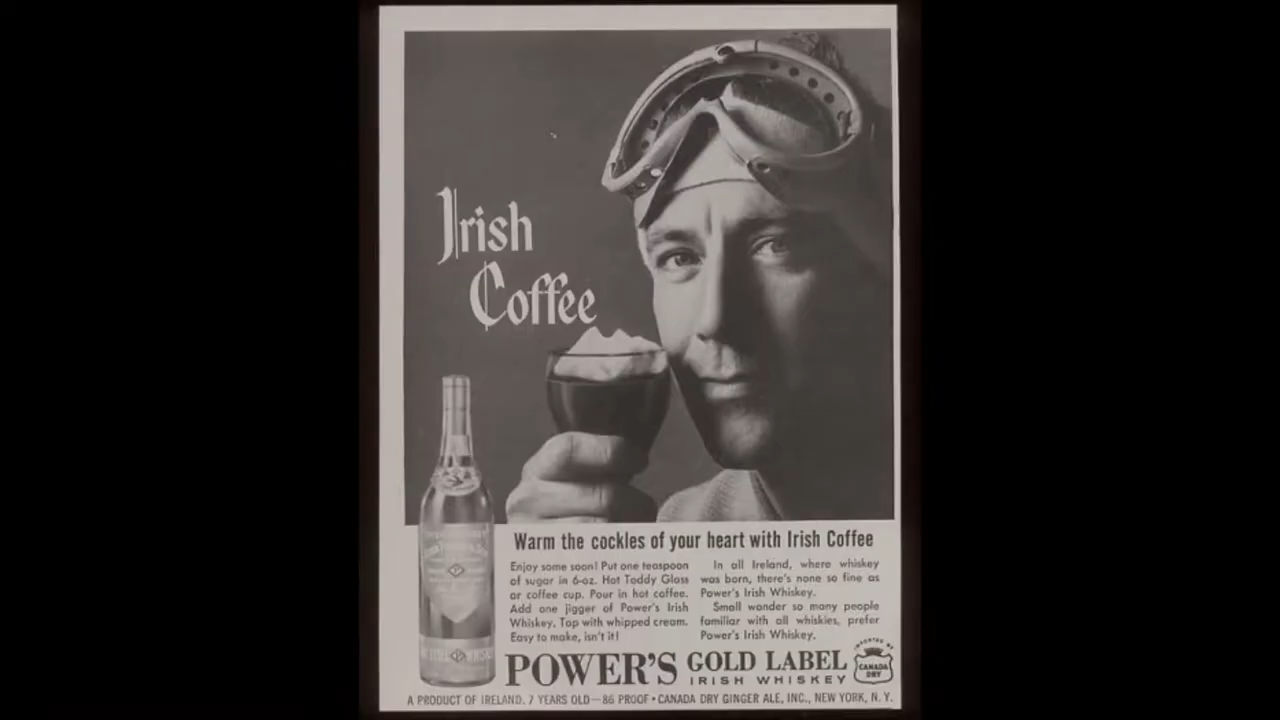 Irish
Coffee
Warm the cockles of your heart with Irish Coffee
Enjoy some soon! Put one teaspoon
of sugar in 6-oz. Hot Toddy Glass
or coffee cup. Pour in hot coffee.
Add one jigger of Power's Irish
Whiskey. Top with whipped cream.
Easy to make, isn't it!
In all Ireland, where whiskey
was born, there's none so fine as
Power's Irish Whiskey.
Small wonder so many people
familiar with all whiskies, prefer
Power's Irish Whiskey.
POWER'S GOLD LABEL
IRISH WHISKEY
IMPORTED BY
CANADA
DRY
A PRODUCT OF IRELAND. 7 YEARS OLD—86 PROOF • CANADA DRY GINGER ALE, INC., NEW YORK, N. Y.